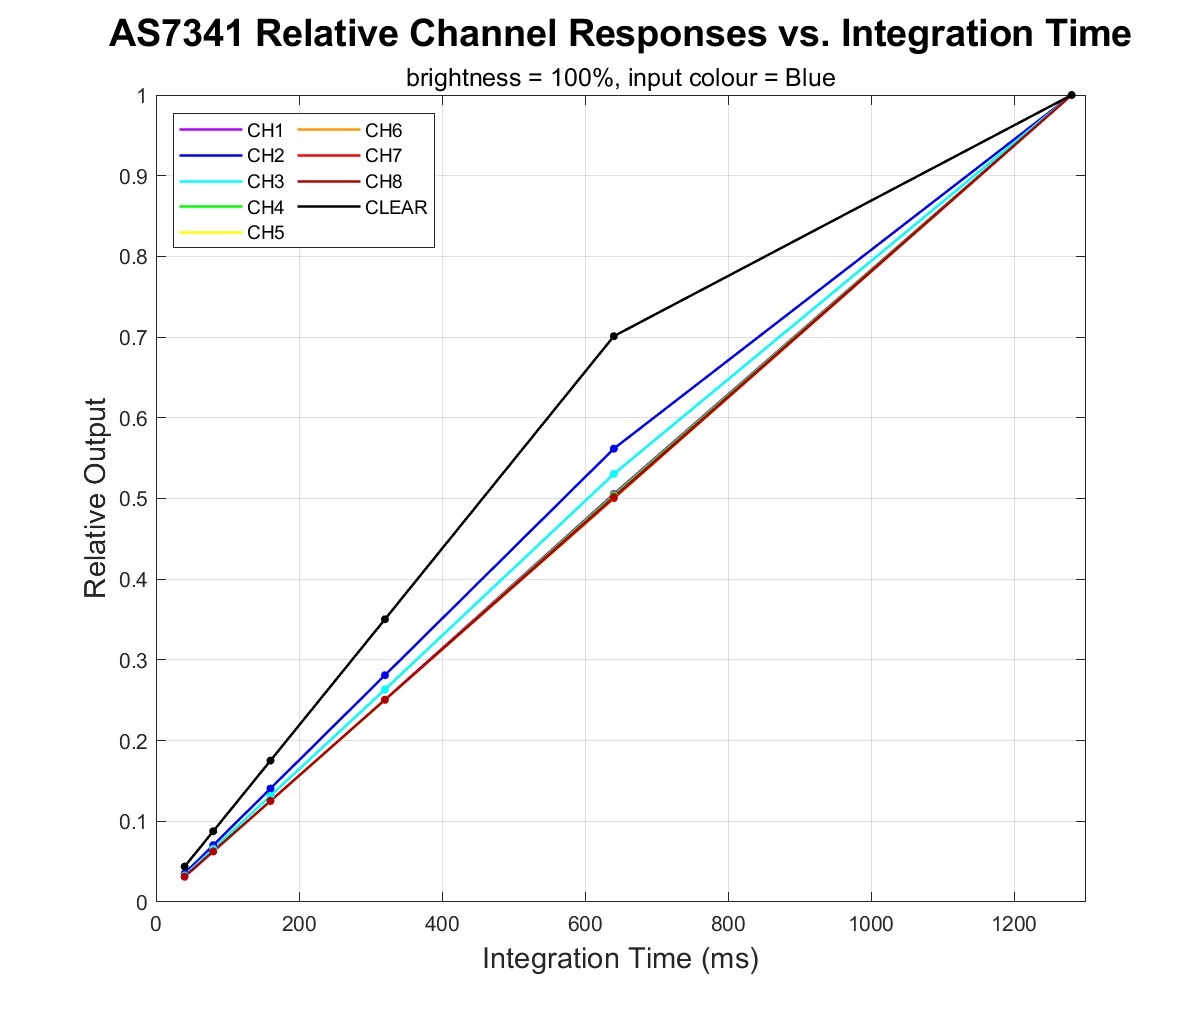 AS7341 Relative Channel Responses vs. Integration Time
brightness = 100%, input colour = Blue
CH1
CH2
CH3
CH4
CH5
CH6
CH7
CH8
CLEAR
Relative Output
1
0.9
0.8
0.7
0.6
0.5
0.4
0.3
0.2
0.1
0
0 200 400 600 800 1000 1200
Integration Time (ms)